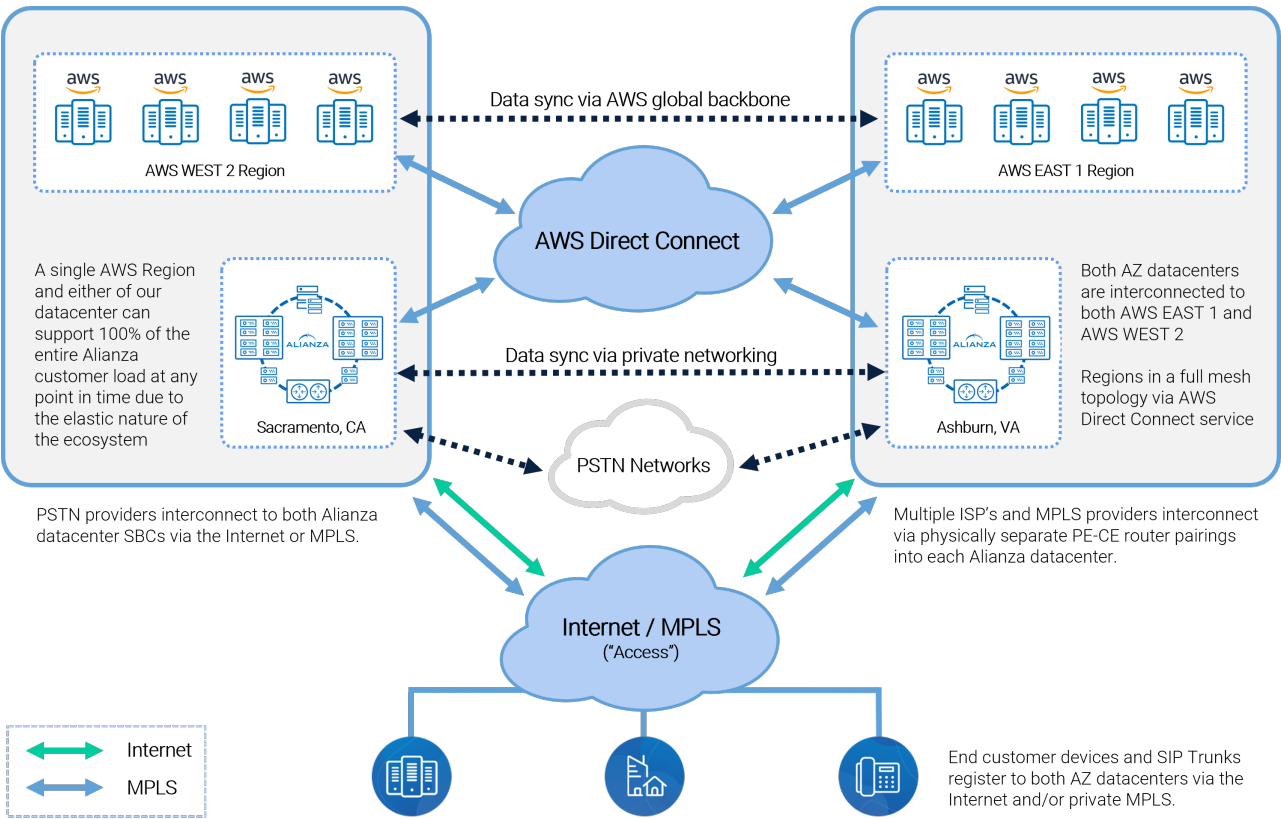 aws aws aws aws
AWS WEST 2 Region
Data sync via AWS global backbone
aws aws aws aws
AWS EAST 1 Region
AWS Direct Connect
A single AWS Region
and either of our
datacenter can
support 100% of the
entire Alianza
customer load at any
point in time due to
the elastic nature of
the ecosystem
ALIANZA
Sacramento, CA
Data sync via private networking
PSTN Networks
ALIANZA
Ashburn, VA
Both AZ datacenters
are interconnected to
both AWS EAST 1 and
AWS WEST 2
Regions in a full mesh
topology via AWS
Direct Connect service
PSTN providers interconnect to both Alianza
datacenter SBCs via the Internet or MPLS.
Multiple ISP's and MPLS providers interconnect
via physically separate PE-CE router pairings
into each Alianza datacenter.
Internet / MPLS
("Access")
Internet
MPLS
End customer devices and SIP Trunks
register to both AZ datacenters via the
Internet and/or private MPLS.